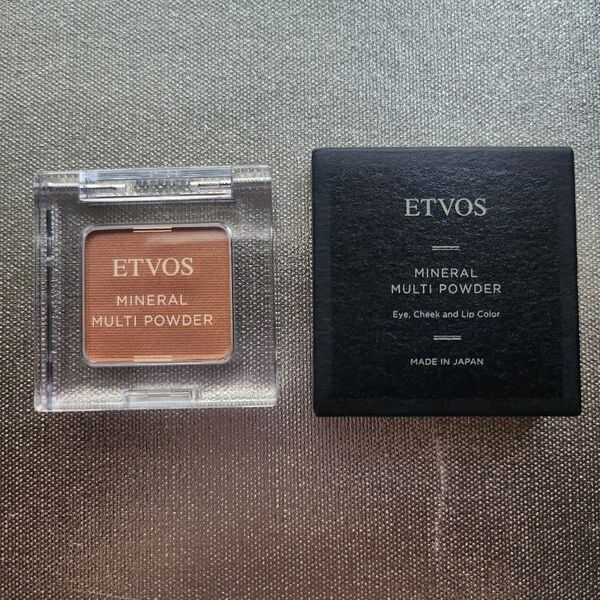 ETVOS
MINERAL
MULTI POWDER
ETVOS
MINERAL
MULTI POWDER
Eye, Cheek and Lip Color
MADE IN JAPAN